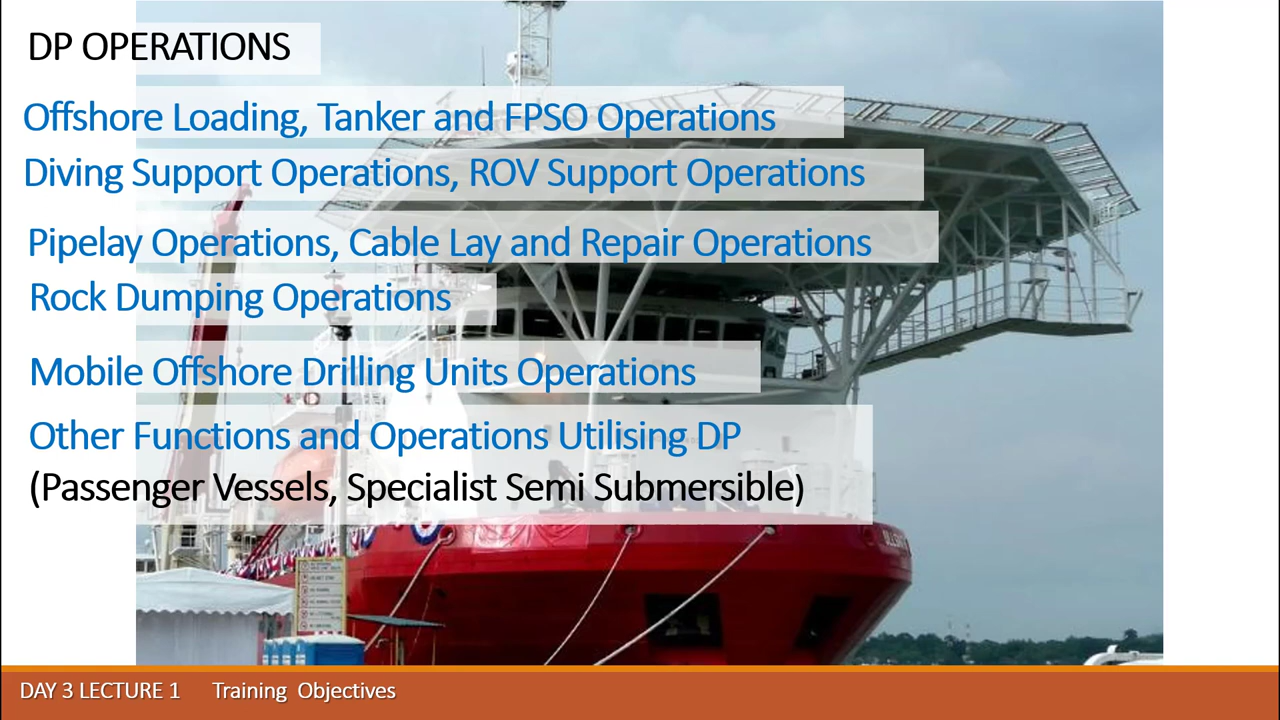 DP OPERATIONS
Offshore Loading, Tanker and FPSO Operations
Diving Support Operations, ROV Support Operations
Pipelay Operations, Cable Lay and Repair Operations
Rock Dumping Operations
Mobile Offshore Drilling Units Operations
Other Functions and Operations Utilising DP
(Passenger Vessels, Specialist Semi Submersible)
DAY 3 LECTURE 1 Training Objectives